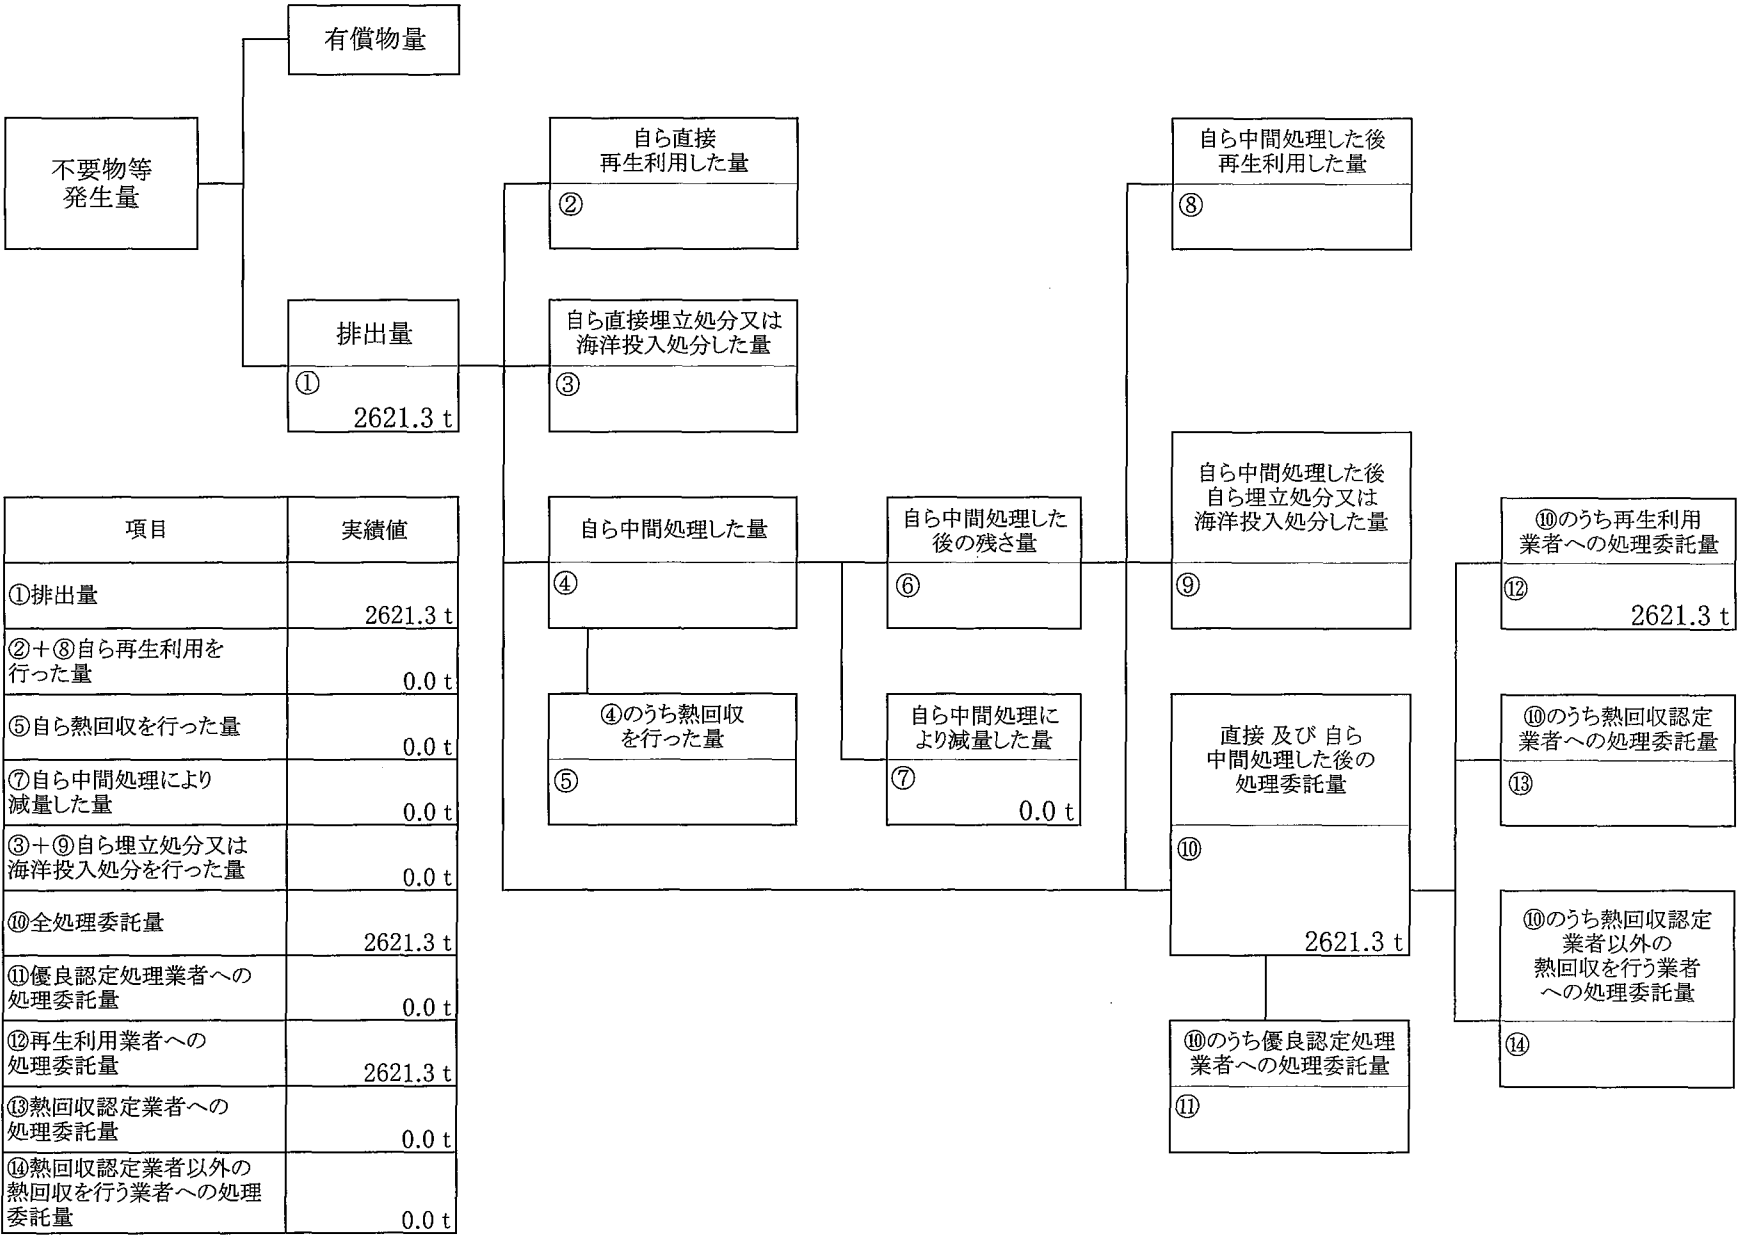 有償物量
不要物等
発生量
排出量
①
2621.3 t
自ら直接
再生利用した量
②
自ら直接埋立処分又は
海洋投入処分した量
③
自ら中間処理した量
④
④のうち熱回収
を行った量
⑤
自ら中間処理した
後の残さ量
⑥
自ら中間処理に
より減量した量
⑦
0.0 t
自ら中間処理した後
再生利用した量
⑧
自ら中間処理した後
自ら埋立処分又は
海洋投入処分した量
⑨
直接 及び 自ら
中間処理した後の
処理委託量
⑩
2621.3 t
⑩のうち優良認定処理
業者への処理委託量
⑪
⑩のうち再生利用
業者への処理委託量
⑫
2621.3 t
⑩のうち熱回収認定
業者への処理委託量
⑬
⑩のうち熱回収認定
業者以外の
熱回収を行う業者
への処理委託量
⑭
項目 実績値
①排出量
2621.3 t
②+⑧自ら再生利用を
行った量
0.0 t
⑤自ら熱回収を行った量
0.0 t
⑦自ら中間処理により
減量した量
0.0 t
③+⑨自ら埋立処分又は
海洋投入処分を行った量
0.0 t
⑩全処理委託量
2621.3 t
⑪優良認定処理業者への
処理委託量
0.0 t
⑫再生利用業者への
処理委託量
2621.3 t
⑬熱回収認定業者への
処理委託量
0.0 t
⑭熱回収認定業者以外の
熱回収を行う業者への処理
委託量
0.0 t